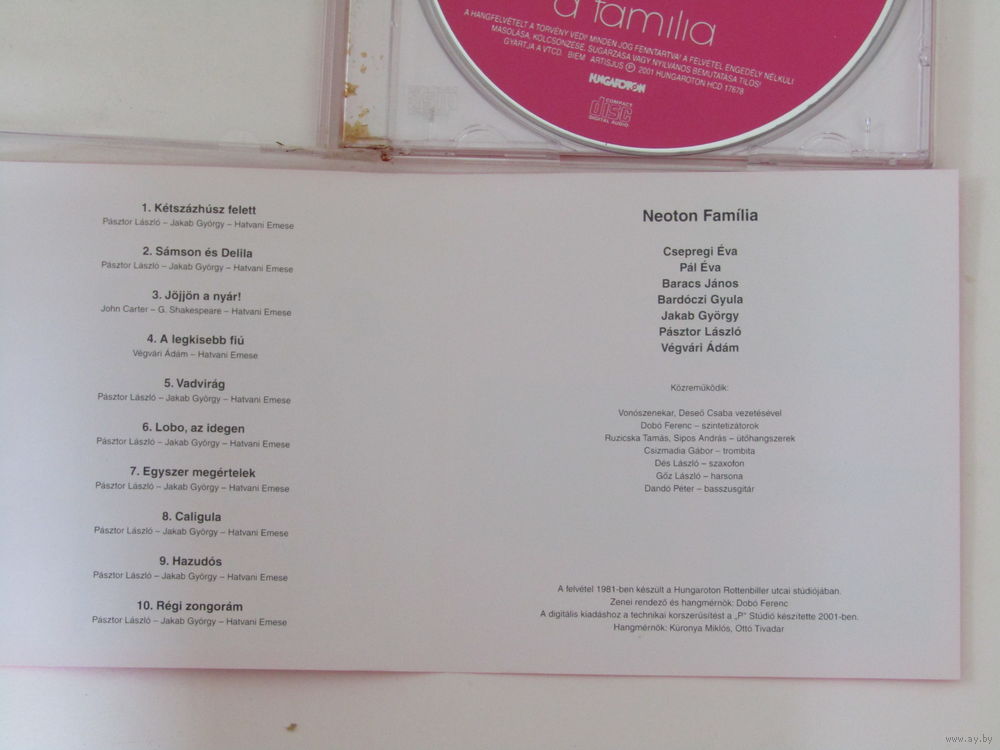 a família
A HANGFELVÉTELT A TÖRVÉNY VÉDI! MINDEN JOG FENNTARTVA! A FELVÉTEL ENGEDÉLY NÉLKÜLI
MÁSOLÁSA, KÖLCSÖNZÉSE, SUGÁRZÁSA VAGY NYILVÁNOS BEMUTATÁSA TILOS!
GYÁRTJA A VTCD. BIEM ARTISJUS Ⓟ 2001 HUNGAROTON HCD 17678
HUNGAROTON
COMPACT
disc
DIGITAL AUDIO
1. Kétszázhúsz felett
Pásztor László – Jakab György – Hatvani Emese
2. Sámson és Delila
Pásztor László – Jakab György – Hatvani Emese
3. Jöjjön a nyár!
John Carter – G. Shakespeare – Hatvani Emese
4. A legkisebb fiú
Végvári Ádám – Hatvani Emese
5. Vadvirág
Pásztor László – Jakab György – Hatvani Emese
6. Lobo, az idegen
Pásztor László – Jakab György – Hatvani Emese
7. Egyszer megértelek
Pásztor László – Jakab György – Hatvani Emese
8. Caligula
Pásztor László – Jakab György – Hatvani Emese
9. Hazudós
Pásztor László – Jakab György – Hatvani Emese
10. Régi zongorám
Pásztor László – Jakab György – Hatvani Emese
Neoton Família
Csepregi Éva
Pál Éva
Baracs János
Bardóczi Gyula
Jakab György
Pásztor László
Végvári Ádám
Közreműködik:
Vonószenekar, Deseő Csaba vezetésével
Dobó Ferenc – szintetizátorok
Ruzicska Tamás, Sipos András – ütőhangszerek
Csizmadia Gábor – trombita
Dés László – szaxofon
Gőz László – harsona
Dandó Péter – basszusgitár
A felvétel 1981-ben készült a Hungaroton Rottenbiller utcai stúdiójában.
Zenei rendező és hangmérnök: Dobó Ferenc
A digitális kiadáshoz a technikai korszerűsítést a „P” Stúdió készítette 2001-ben.
Hangmérnök: Küronya Miklós, Ottó Tivadar
www.ay.by